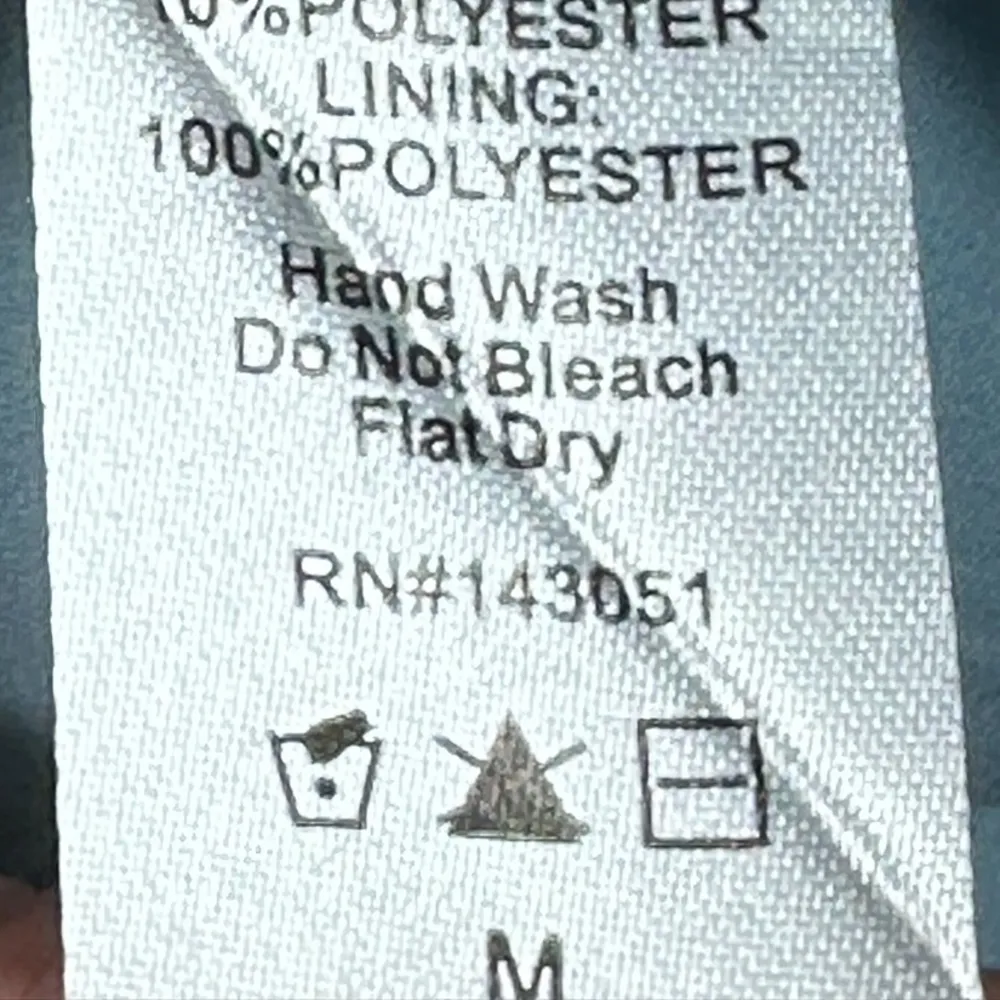 0%POLYESTER
LINING:
100%POLYESTER
Hand Wash
Do Not Bleach
Flat Dry
RN#143051
M